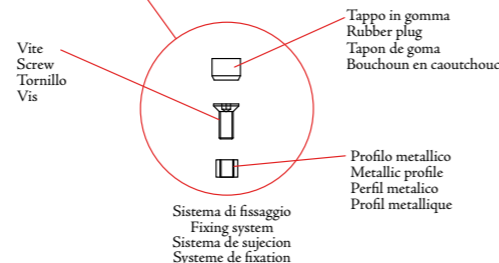 Tappo in gomma
Rubber plug
Tapon de goma
Bouchoun en caoutchouc
Vite
Screw
Tornillo
Vis
Profilo metallico
Metallic profile
Perfil metalico
Profil metallique
Sistema di fissaggio
Fixing system
Sistema de sujecion
Systeme de fixation